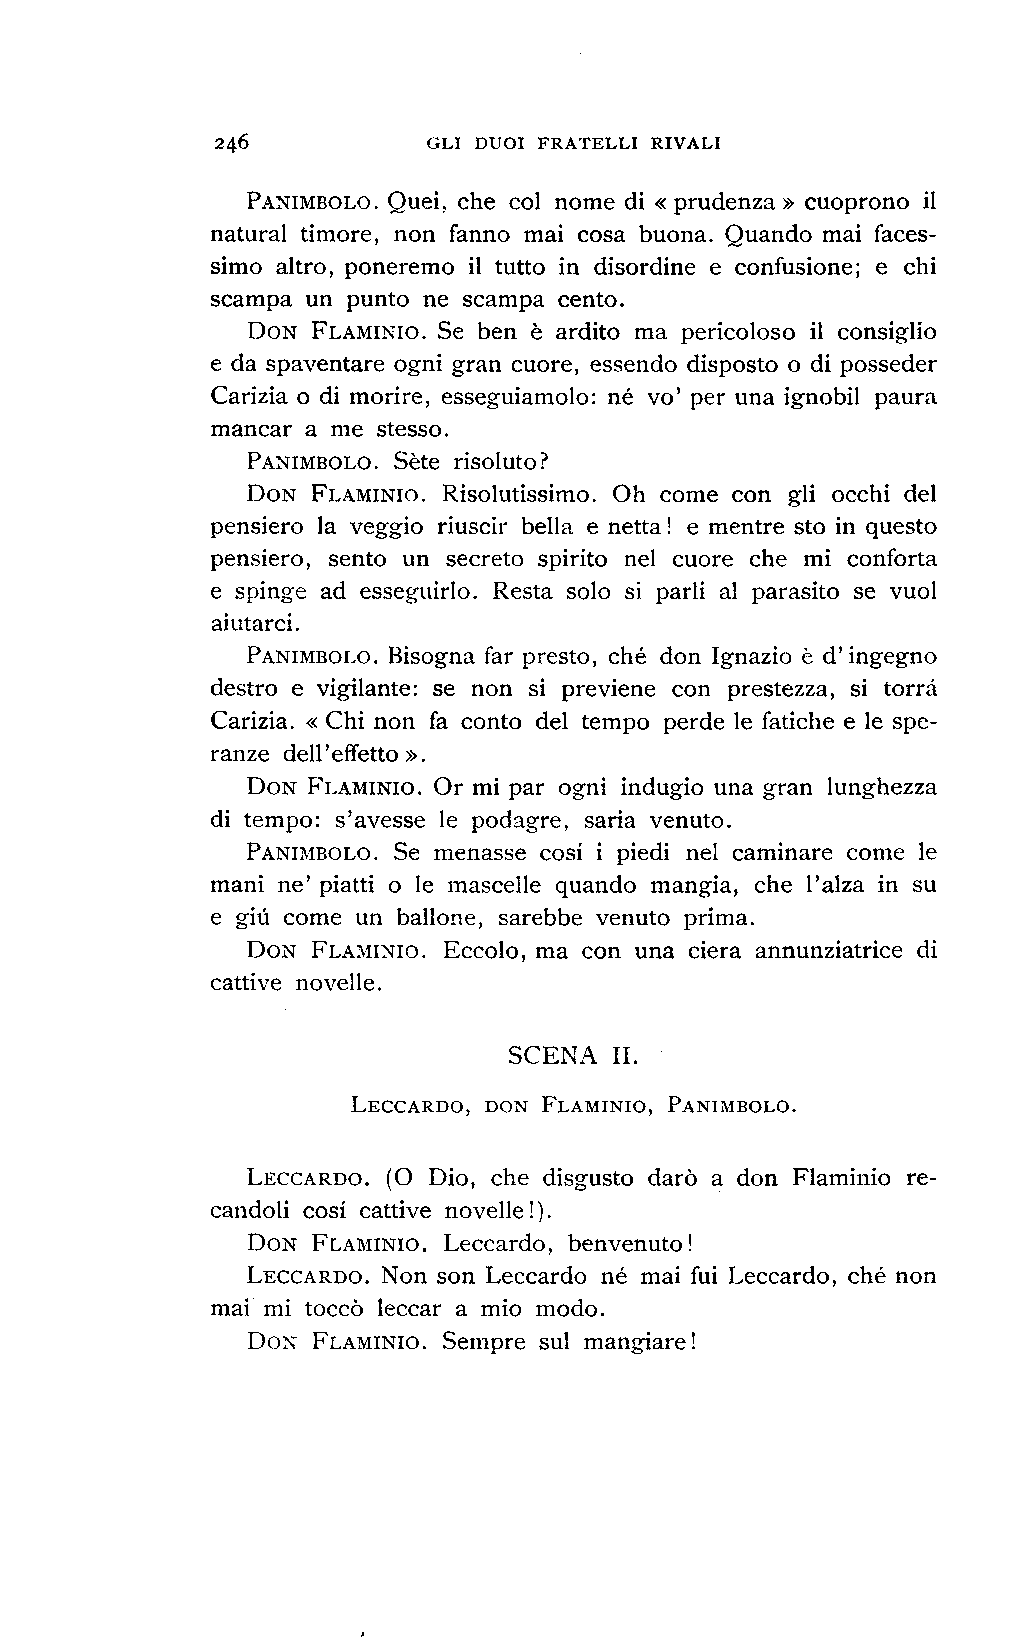 246 GLI DUOI FRATELLI RIVALI
PANIMBOLO. Quei, che col nome di « prudenza » cuoprono il
natural timore, non fanno mai cosa buona. Quando mai faces-
simo altro, poneremo il tutto in disordine e confusione; e chi
scampa un punto ne scampa cento.
DON FLAMINIO. Se ben è ardito ma pericoloso il consiglio
e da spaventare ogni gran cuore, essendo disposto o di posseder
Carizia o di morire, esseguiamolo: né vo' per una ignobil paura
mancar a me stesso.
PANIMBOLO. Sète risoluto?
DON FLAMINIO. Risolutissimo. Oh come con gli occhi del
pensiero la veggio riuscir bella e netta! e mentre sto in questo
pensiero, sento un secreto spirito nel cuore che mi conforta
e spinge ad esseguirlo. Resta solo si parli al parasito se vuol
aiutarci.
PANIMBOLO. Bisogna far presto, ché don Ignazio è d'ingegno
destro e vigilante: se non si previene con prestezza, si torrá
Carizia. « Chi non fa conto del tempo perde le fatiche e le spe-
ranze dell'effetto ».
DON FLAMINIO. Or mi par ogni indugio una gran lunghezza
di tempo: s'avesse le podagre, saria venuto.
PANIMBOLO. Se menasse cosí i piedi nel caminare come le
mani ne' piatti o le mascelle quando mangia, che l'alza in su
e giú come un ballone, sarebbe venuto prima.
DON FLAMINIO. Eccolo, ma con una ciera annunziatrice di
cattive novelle.
SCENA II.
LECCARDO, DON FLAMINIO, PANIMBOLO.
LECCARDO. (O Dio, che disgusto darò a don Flaminio re-
candoli cosí cattive novelle!).
DON FLAMINIO. Leccardo, benvenuto!
LECCARDO. Non son Leccardo né mai fui Leccardo, ché non
mai mi toccò leccar a mio modo.
DON FLAMINIO. Sempre sul mangiare!